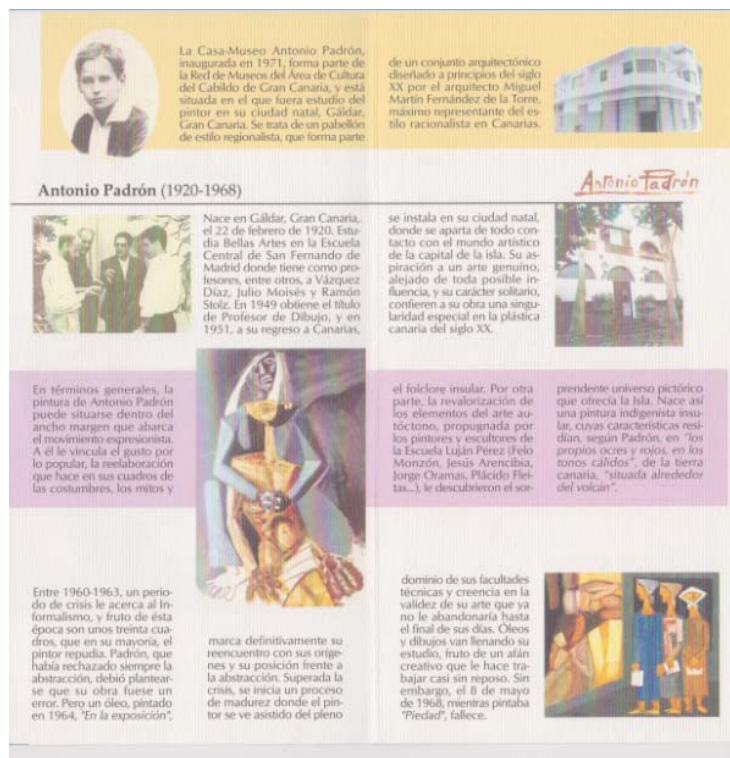 La Casa-Museo Antonio Padrón,
inaugurada en 1971, forma parte de
la Red de Museos del Área de Cultura
del Cabildo de Gran Canaria, y está
situada en el que fuera estudio del
pintor en su ciudad natal, Gáldar,
Gran Canaria. Se trata de un pabellón
de estilo regionalista, que forma parte
de un conjunto arquitectónico
diseñado a principios del siglo
XX por el arquitecto Miguel
Martín Fernández de la Torre,
máximo representante del es-
tilo racionalista en Canarias.
Antonio Padrón (1920-1968)
Antonio Padrón
Nace en Gáldar, Gran Canaria,
el 22 de febrero de 1920. Estu-
dia Bellas Artes en la Escuela
Central de San Fernando de
Madrid donde tiene como pro-
fesores, entre otros, a Vázquez
Díaz, Julio Moisés y Ramón
Stolz. En 1949 obtiene el título
de Profesor de Dibujo, y en
1951, a su regreso a Canarias,
se instala en su ciudad natal,
donde se aparta de todo con-
tacto con el mundo artístico
de la capital de la isla. Su as-
piración a un arte genuino,
alejado de toda posible in-
fluencia, y su carácter solitario,
confieren a su obra una singu-
laridad especial en la plástica
canaria del siglo XX.
En términos generales, la
pintura de Antonio Padrón
puede situarse dentro del
ancho margen que abarca
el movimiento expresionista.
A él le vincula el gusto por
lo popular, la reelaboración
que hace en sus cuadros de
las costumbres, los mitos y
el folclore insular. Por otra
parte, la revalorización de
los elementos del arte au-
tóctono, propugnada por
los pintores y escultores de
la Escuela Luján Pérez (Felo
Monzón, Jesús Arencibia,
Jorge Oramas, Plácido Flei-
tas...), le descubrieron el sor-
prendente universo pictórico
que ofrecía la Isla. Nace así
una pintura indigenista insu-
lar, cuyas características resi-
dían, según Padrón, en "los
propios ocres y rojos, en los
tonos cálidos", de la tierra
canaria, "situada alrededor
del volcán".
Entre 1960-1963, un perio-
do de crisis le acerca al In-
formalismo, y fruto de ésta
época son unos treinta cua-
dros, que en su mayoría, el
pintor repudia. Padrón, que
había rechazado siempre la
abstracción, debió plantear-
se que su obra fuese un
error. Pero un óleo, pintado
en 1964, "En la exposición",
marca definitivamente su
reencuentro con sus oríge-
nes y su posición frente a
la abstracción. Superada la
crisis, se inicia un proceso
de madurez donde el pin-
tor se ve asistido del pleno
dominio de sus facultades
técnicas y creencia en la
validez de su arte que ya
no le abandonaría hasta
el final de sus días. Óleos
y dibujos van llenando su
estudio, fruto de un afán
creativo que le hace tra-
bajar casi sin reposo. Sin
embargo, el 8 de mayo
de 1968, mientras pintaba
"Piedad", fallece.